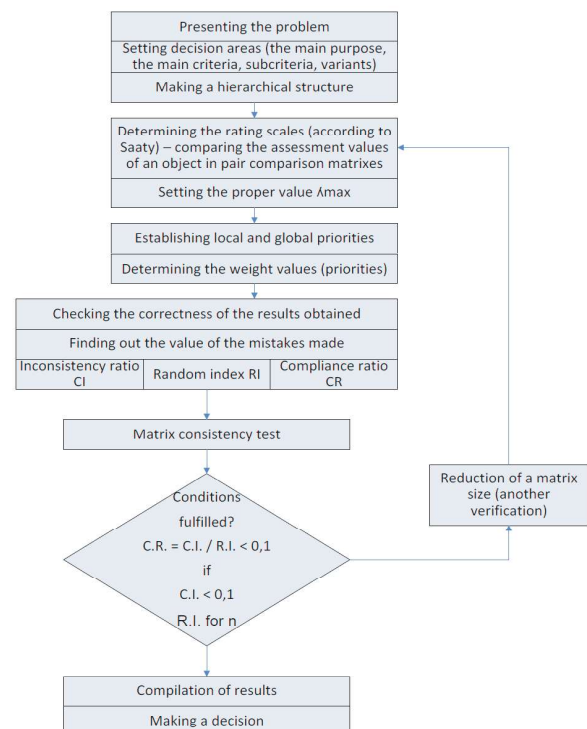 Presenting the problem
Setting decision areas (the main purpose,
the main criteria, subcriteria, variants)
Making a hierarchical structure
Determining the rating scales (according to
Saaty) – comparing the assessment values
of an object in pair comparison matrixes
Setting the proper value ʎmax
Establishing local and global priorities
Determining the weight values (priorities)
Checking the correctness of the results obtained
Finding out the value of the mistakes made
Inconsistency ratio
CI
Random index RI
Compliance ratio
CR
Matrix consistency test
Conditions
fulfilled?
C.R. = C.I. / R.I. < 0,1
if
C.I. < 0,1
R.I. for n
Reduction of a matrix
size (another
verification)
Compilation of results
Making a decision